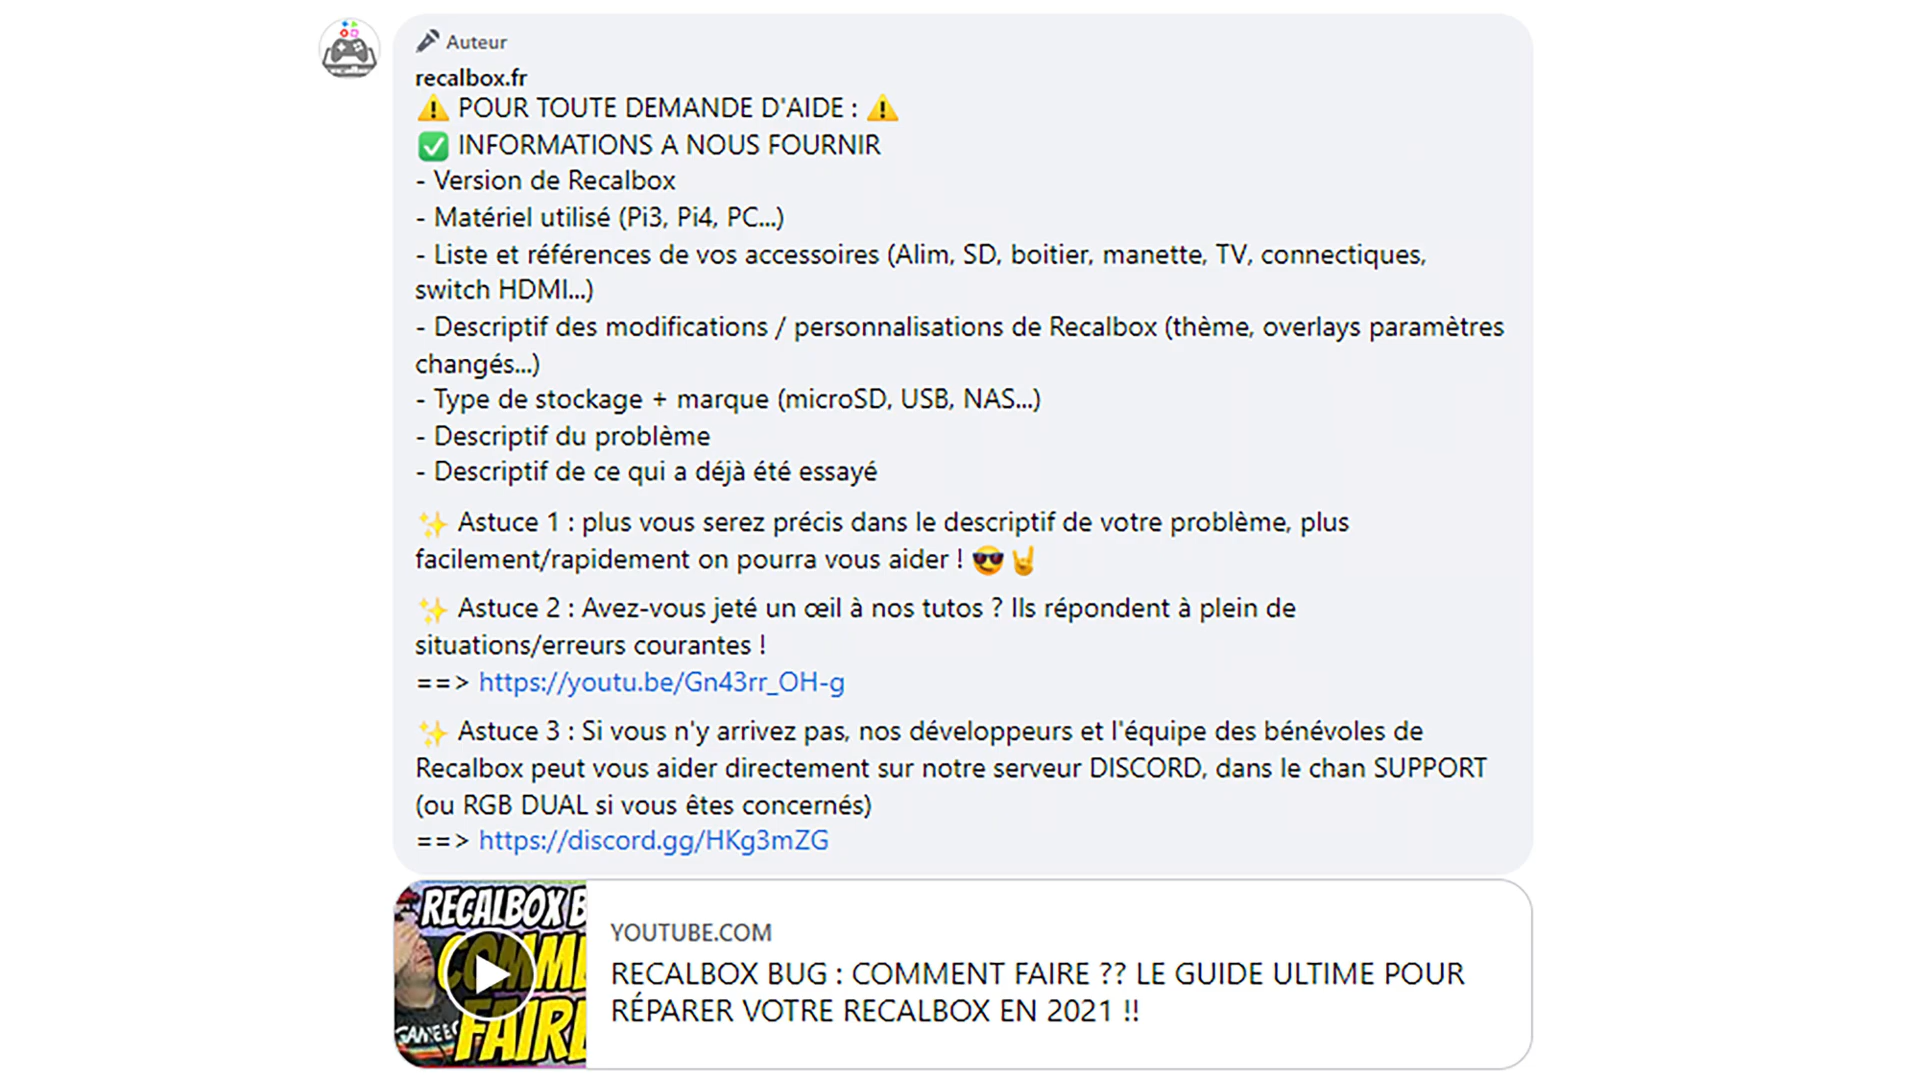 Auteur
recalbox.fr
⚠️ POUR TOUTE DEMANDE D'AIDE : ⚠️
✅ INFORMATIONS A NOUS FOURNIR
- Version de Recalbox
- Matériel utilisé (Pi3, Pi4, PC...)
- Liste et références de vos accessoires (Alim, SD, boitier, manette, TV, connectiques,
switch HDMI...)
- Descriptif des modifications / personnalisations de Recalbox (thème, overlays paramètres
changés...)
- Type de stockage + marque (microSD, USB, NAS...)
- Descriptif du problème
- Descriptif de ce qui a déjà été essayé
✨ Astuce 1 : plus vous serez précis dans le descriptif de votre problème, plus
facilement/rapidement on pourra vous aider ! 😎🤘
✨ Astuce 2 : Avez-vous jeté un œil à nos tutos ? Ils répondent à plein de
situations/erreurs courantes !
==> https://youtu.be/Gn43rr_OH-g
✨ Astuce 3 : Si vous n'y arrivez pas, nos développeurs et l'équipe des bénévoles de
Recalbox peut vous aider directement sur notre serveur DISCORD, dans le chan SUPPORT
(ou RGB DUAL si vous êtes concernés)
==> https://discord.gg/HKg3mZG
RECALBOX B
COMME
FAIRE
YOUTUBE.COM
RECALBOX BUG : COMMENT FAIRE ?? LE GUIDE ULTIME POUR
RÉPARER VOTRE RECALBOX EN 2021 !!